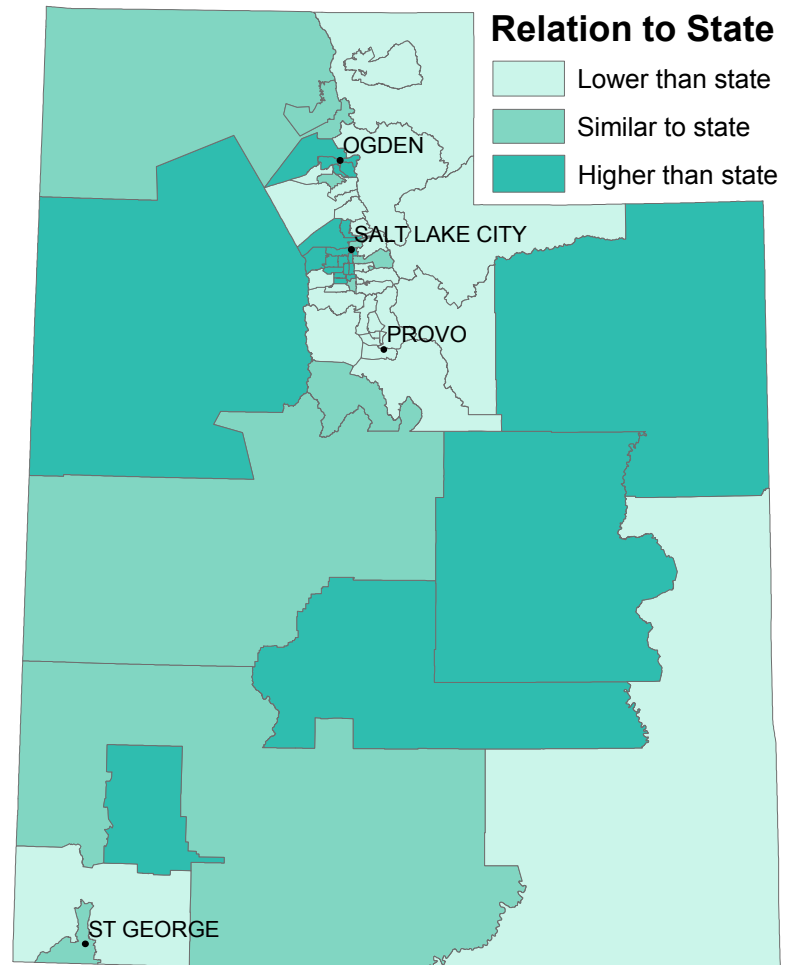 Relation to State
Lower than state
Similar to state
Higher than state
OGDEN
SALT LAKE CITY
PROVO
ST GEORGE